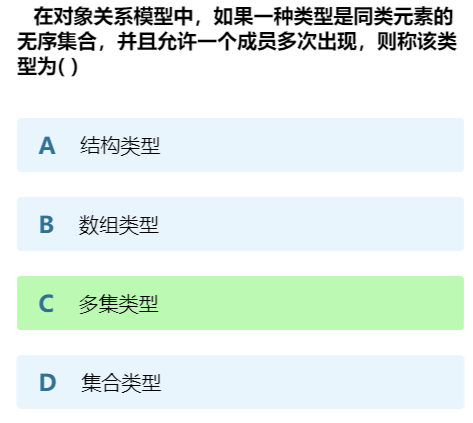 在对象关系模型中，如果一种类型是同类元素的
无序集合，并且允许一个成员多次出现，则称该类
型为( )
A 结构类型
B 数组类型
C 多集类型
D 集合类型